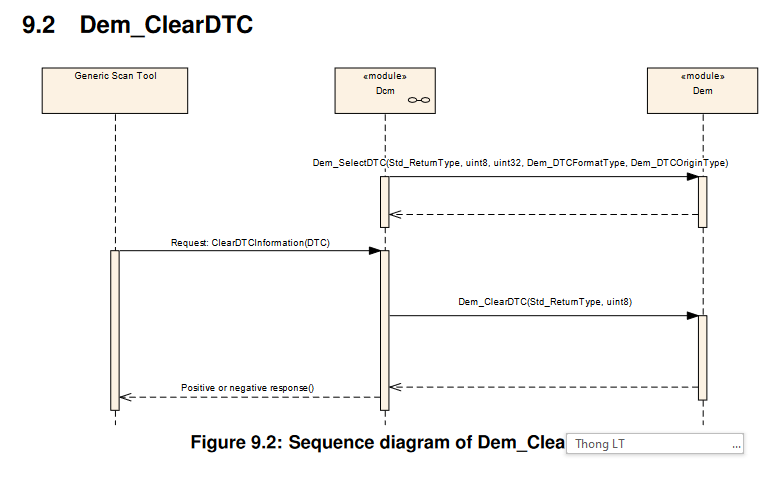 9.2 Dem_ClearDTC
Generic Scan Tool
«module»
Dcm
«module»
Dem
Dem_SelectDTC(Std_ReturnType, uint8, uint32, Dem_DTCFormatType, Dem_DTCOriginType)
Request: ClearDTCInformation(DTC)
Dem_ClearDTC(Std_ReturnType, uint8)
Positive or negative response()
Figure 9.2: Sequence diagram of Dem_Clea
Thong LT ...